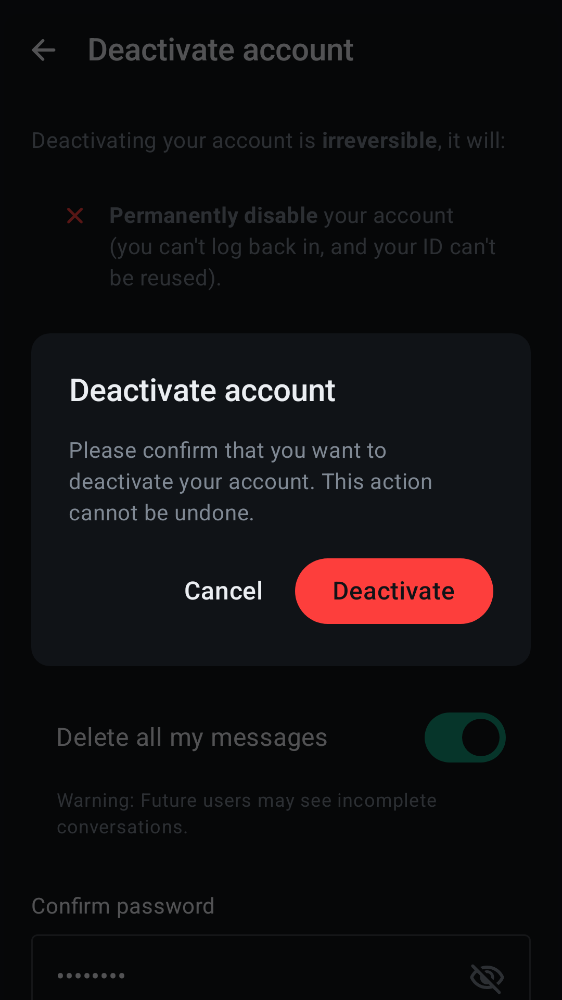 Deactivate account
Deactivating your account is irreversible, it will:
Permanently disable your account
(you can't log back in, and your ID can't
be reused).
Deactivate account
Please confirm that you want to
deactivate your account. This action
cannot be undone.
Cancel
Deactivate
Delete all my messages
Warning: Future users may see incomplete
conversations.
Confirm password
••••••••